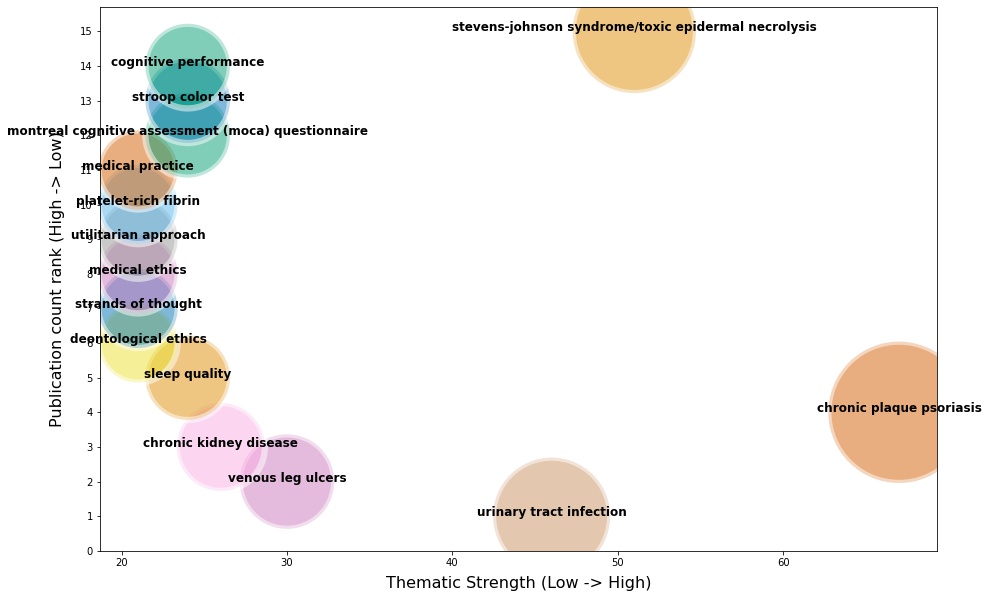 15
stevens-johnson syndrome/toxic epidermal necrolysis
14
cognitive performance
13
stroop color test
12
montreal cognitive assessment (moca) questionnaire
11
medical practice
10
platelet-rich fibrin
9
utilitarian approach
8
medical ethics
7
strands of thought
6
deontological ethics
5
sleep quality
4
chronic plaque psoriasis
3
chronic kidney disease
2
venous leg ulcers
1
urinary tract infection
0
20 30 40 50 60
Thematic Strength (Low -> High)
Publication count rank (High -> Low)